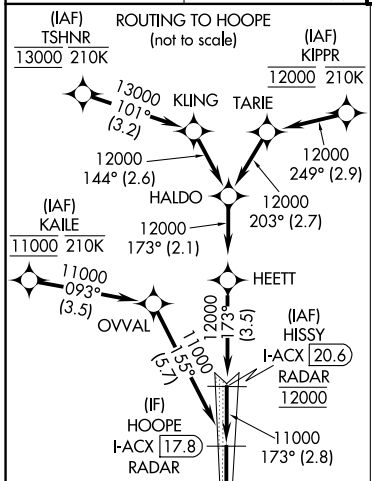 ROUTING TO HOOPE
(not to scale)
(IAF)
TSHNR
13000 210K
(IAF)
KIPPR
12000 210K
13000
101°
(3.2)
KLING
TARIE
12000
144° (2.6)
12000
249° (2.9)
HALDO
12000
203° (2.7)
12000
173° (2.1)
(IAF)
KAILE
11000 210K
11000
093°
(3.5)
HEETT
OVVAL
12000
173°
(3.5)
11000
155°
(5.7)
(IAF)
HISSY
I-ACX 20.6
RADAR
12000
(IF)
HOOPE
I-ACX 17.8
RADAR
11000
173° (2.8)